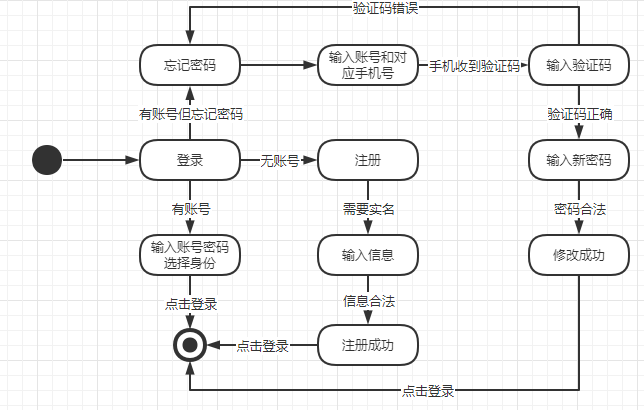 验证码错误
忘记密码
输入账号和对
应手机号
手机收到验证码
输入验证码
有账号但忘记密码
验证码正确
登录
无账号
注册
输入新密码
有账号
需要实名
密码合法
输入账号密码
选择身份
输入信息
修改成功
点击登录
信息合法
点击登录
注册成功
点击登录